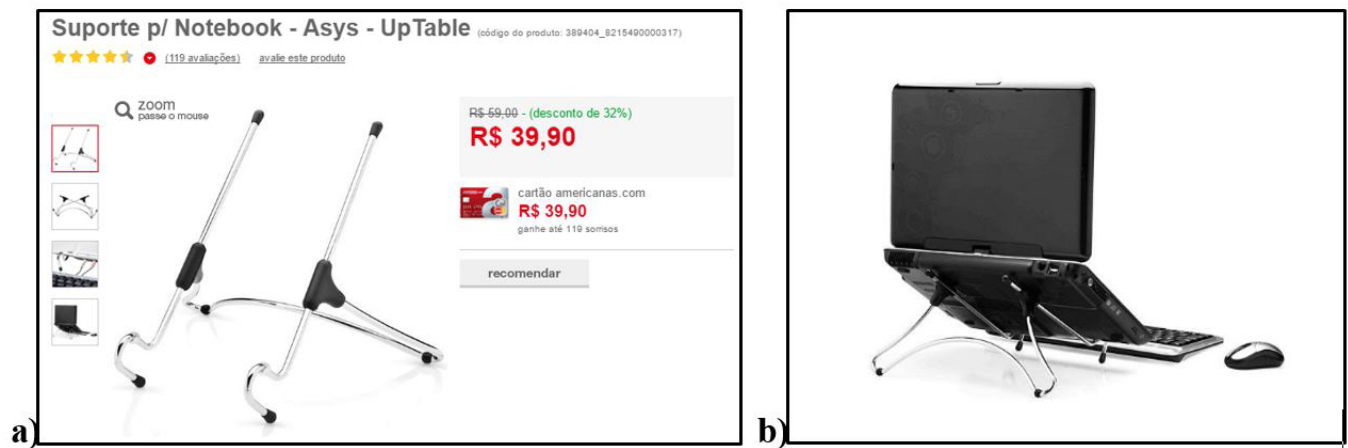 Suporte p/ Notebook - Asys - UpTable (código do produto: 389404_8215490000317)
(119 avaliações) avalie este produto
zoom
passe o mouse
R$ 59,00 - (desconto de 32%)
R$ 39,90
cartão americanas.com
R$ 39,90
ganhe até 119 sorrisos
recomendar
a)
b)